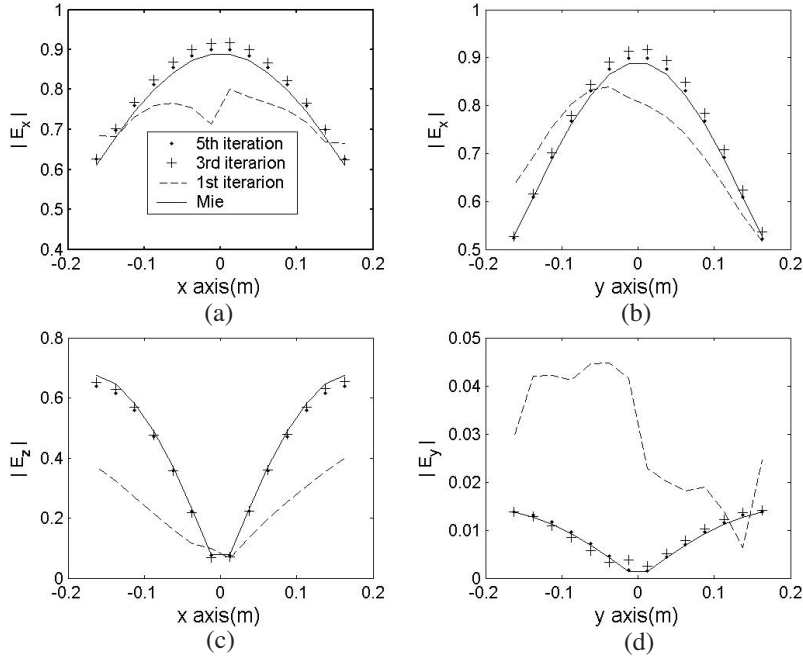 1
0.9
0.8
0.7
0.6
0.5
0.4
-0.2
-0.1
0
0.1
0.2
| E_x |
x axis(m)
5th iteration
3rd iterarion
1st iterarion
Mie
(a)
1
0.9
0.8
0.7
0.6
0.5
-0.2
-0.1
0
0.1
0.2
| E_x |
y axis(m)
(b)
0.8
0.6
0.4
0.2
0
-0.2
-0.1
0
0.1
0.2
| E_z |
x axis(m)
(c)
0.05
0.04
0.03
0.02
0.01
0
-0.2
-0.1
0
0.1
0.2
| E_y |
y axis(m)
(d)